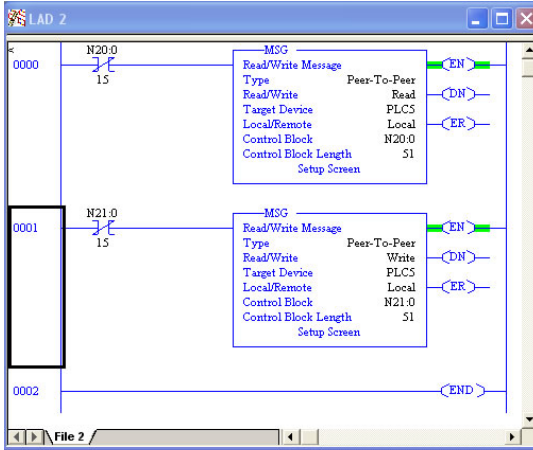 LAD 2
0000
N20:0
15
MSG
Read/Write Message
Type Peer-To-Peer
Read/Write Read
Target Device PLC5
Local/Remote Local
Control Block N20:0
Control Block Length 51
Setup Screen
EN
DN
ER
0001
N21:0
15
MSG
Read/Write Message
Type Peer-To-Peer
Read/Write Write
Target Device PLC5
Local/Remote Local
Control Block N21:0
Control Block Length 51
Setup Screen
EN
DN
ER
0002
END
File 2